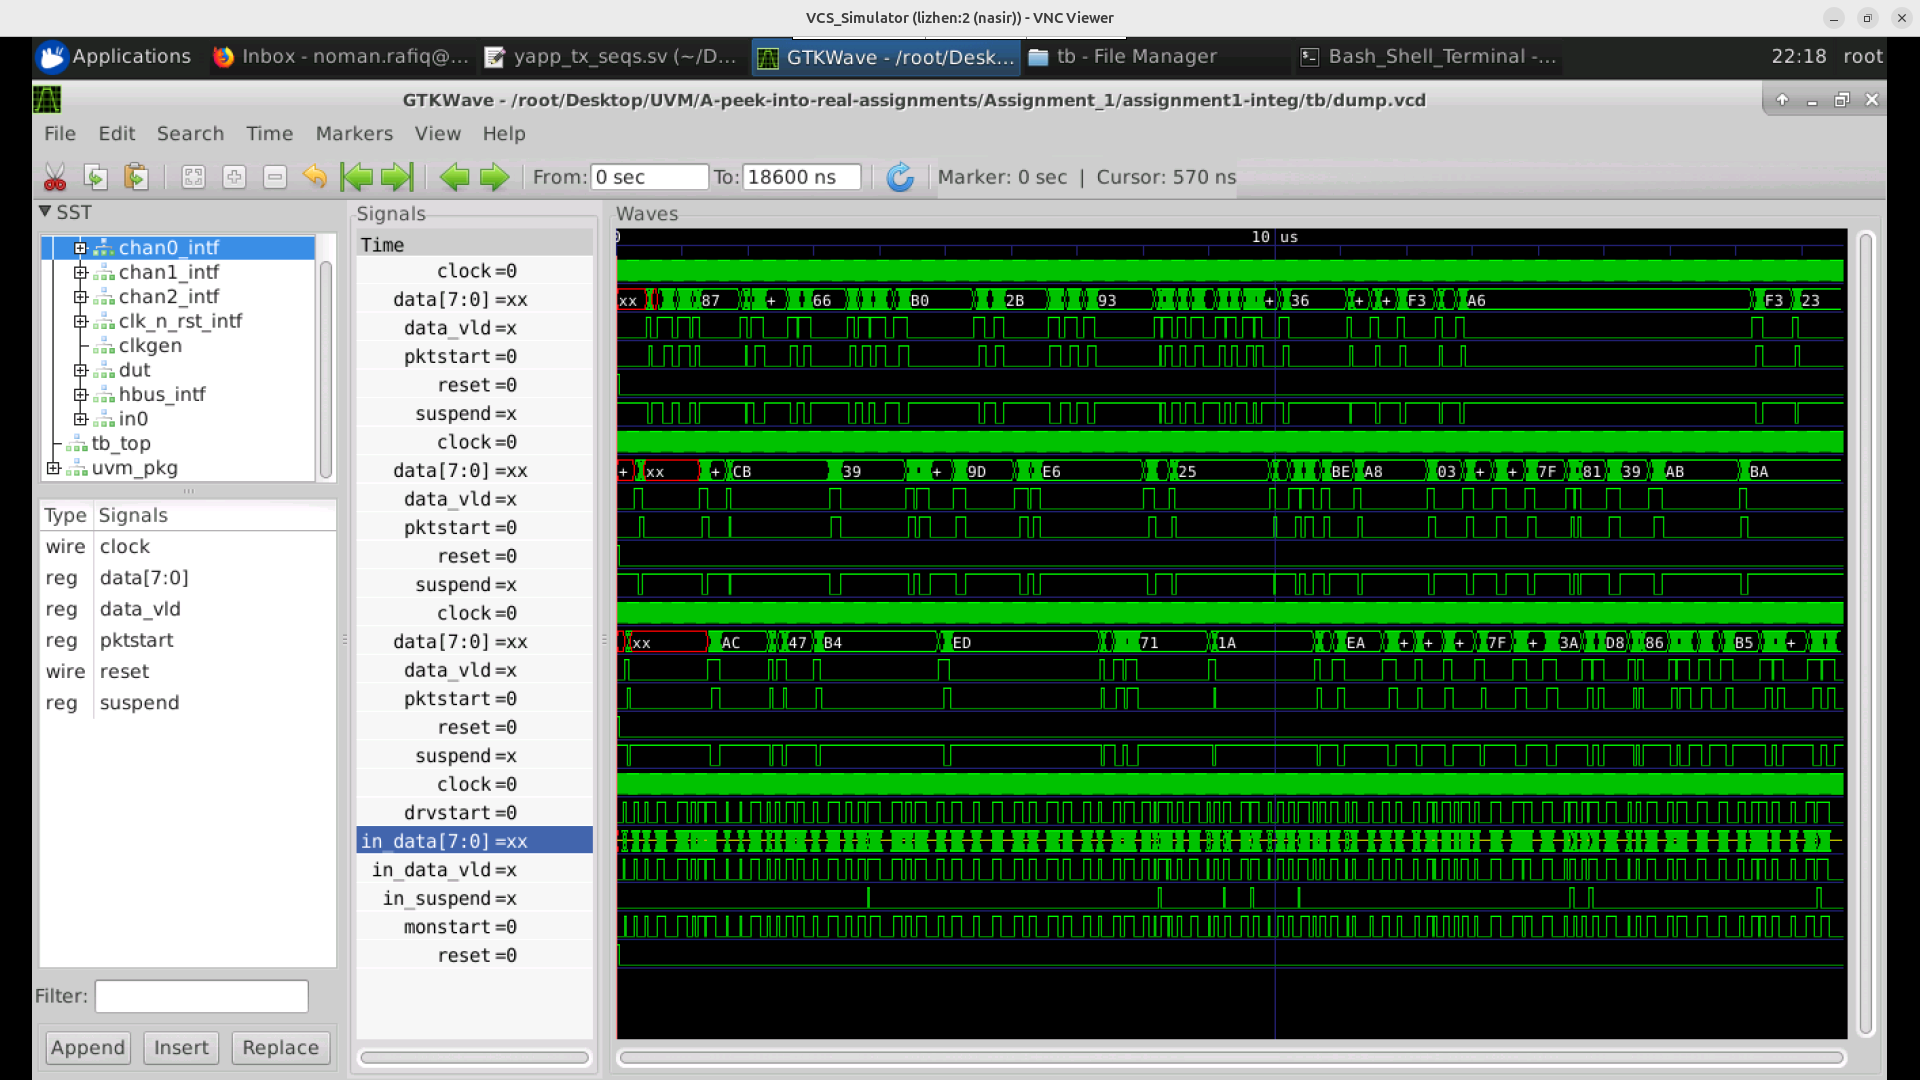 VCS_Simulator (lizhen:2 (nasir)) - VNC Viewer
Applications Inbox - noman.rafiq@... yapp_tx_seqs.sv (~/D... GTKWave - /root/Desk... tb - File Manager Bash_Shell_Terminal -... 22:18 root
GTKWave - /root/Desktop/UVM/A-peek-into-real-assignments/Assignment_1/assignment1-integ/tb/dump.vcd
File Edit Search Time Markers View Help
From: 0 sec To: 18600 ns Marker: 0 sec | Cursor: 570 ns
SST
chan0_intf
chan1_intf
chan2_intf
clk_n_rst_intf
clkgen
dut
hbus_intf
in0
tb_top
uvm_pkg
Type Signals
wire clock
reg data[7:0]
reg data_vld
reg pktstart
wire reset
reg suspend
Filter:
Append Insert Replace
Signals
Time
clock=0
data[7:0]=xx
data_vld=x
pktstart=0
reset=0
suspend=x
clock=0
data[7:0]=xx
data_vld=x
pktstart=0
reset=0
suspend=x
clock=0
data[7:0]=xx
data_vld=x
pktstart=0
reset=0
suspend=x
clock=0
drvstart=0
in_data[7:0]=xx
in_data_vld=x
in_suspend=x
monstart=0
reset=0
Waves
0 10 us
xx 87 + 66 B0 2B 93 + 36 + + F3 A6 F3 23
+ xx + CB 39 + 9D E6 25 BE A8 03 + + 7F 81 39 AB BA
xx AC 47 B4 ED 71 1A EA + + + 7F + 3A D8 86 B5 +